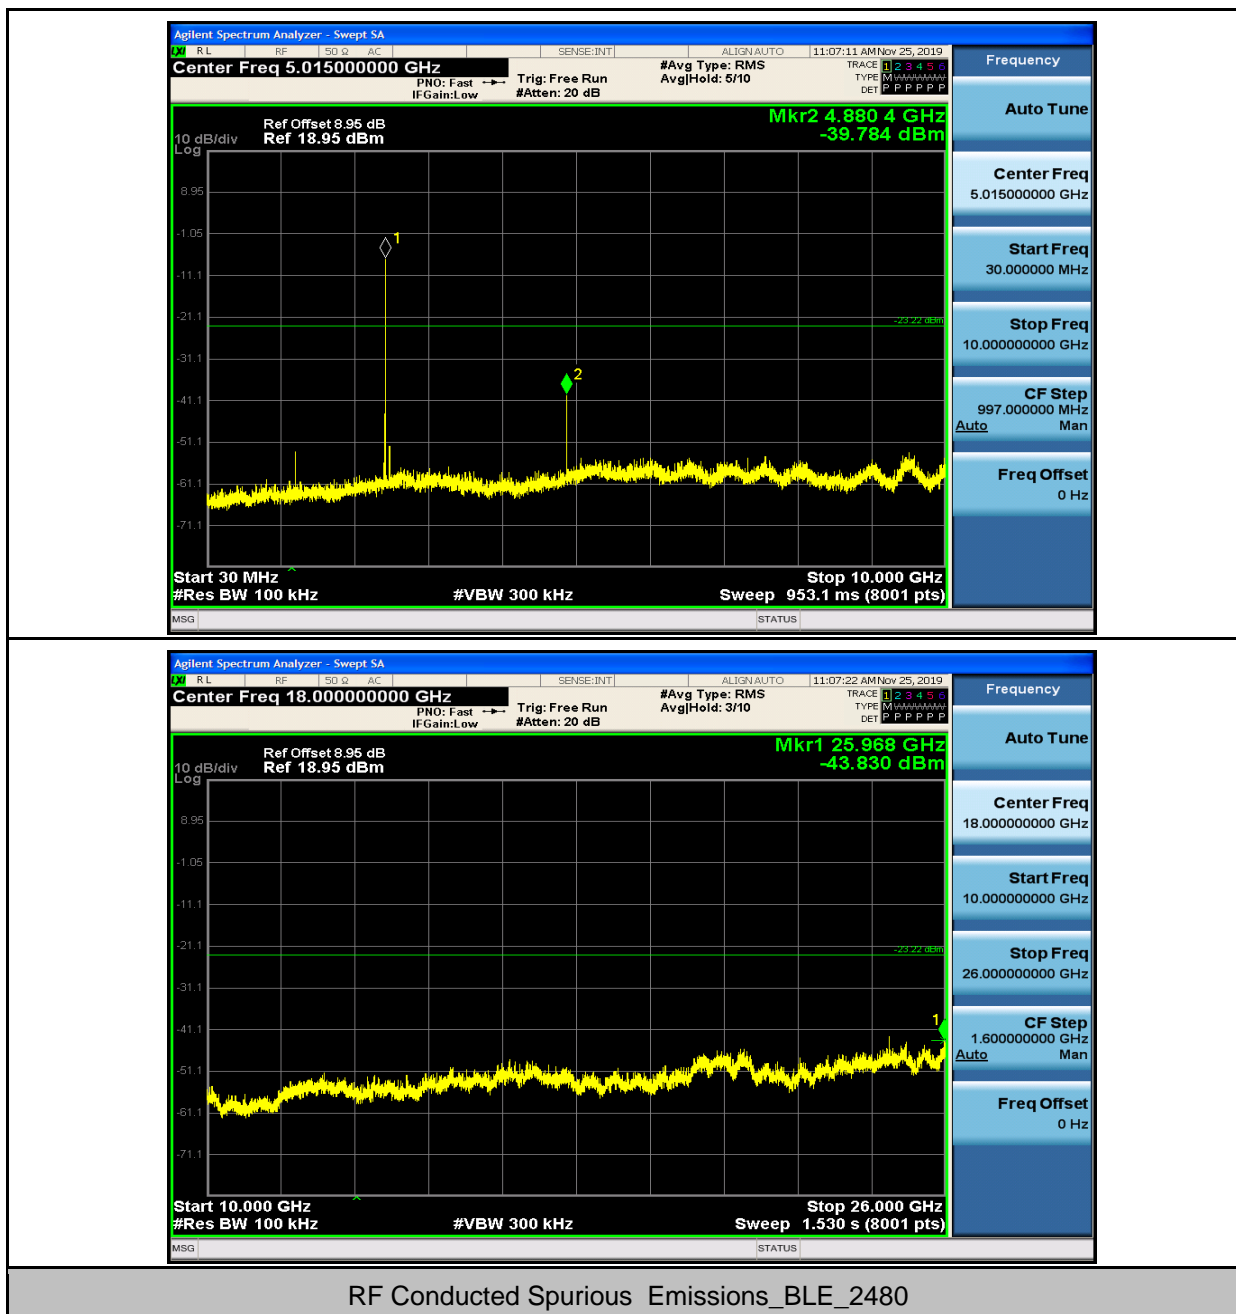 Agilent Spectrum Analyzer - Swept SA
LXI RL RF 50 Ω AC SENSE:INT ALIGN AUTO 11:07:11 AM Nov 25, 2019
Center Freq 5.015000000 GHz
PNO: Fast
IFGain:Low
Trig: Free Run
#Atten: 20 dB
#Avg Type: RMS
Avg|Hold: 5/10
TRACE 1 2 3 4 5 6
TYPE M WWWWW
DET P P P P P P
Mkr2 4.880 4 GHz
-39.784 dBm
Ref Offset 8.95 dB
10 dB/div Ref 18.95 dBm
Log
8.95
-1.05
-11.1
-21.1
-31.1
-41.1
-51.1
-61.1
-71.1
1
2
-23.22 dBm
Start 30 MHz Stop 10.000 GHz
#Res BW 100 kHz #VBW 300 kHz Sweep 953.1 ms (8001 pts)
MSG STATUS
Frequency
Auto Tune
Center Freq
5.015000000 GHz
Start Freq
30.000000 MHz
Stop Freq
10.000000000 GHz
CF Step
997.000000 MHz
Auto Man
Freq Offset
0 Hz
Agilent Spectrum Analyzer - Swept SA
LXI RL RF 50 Ω AC SENSE:INT ALIGN AUTO 11:07:22 AM Nov 25, 2019
Center Freq 18.000000000 GHz
PNO: Fast
IFGain:Low
Trig: Free Run
#Atten: 20 dB
#Avg Type: RMS
Avg|Hold: 3/10
TRACE 1 2 3 4 5 6
TYPE M WWWWW
DET P P P P P P
Mkr1 25.968 GHz
-43.830 dBm
Ref Offset 8.95 dB
10 dB/div Ref 18.95 dBm
Log
8.95
-1.05
-11.1
-21.1
-31.1
-41.1
-51.1
-61.1
-71.1
1
-23.22 dBm
Start 10.000 GHz Stop 26.000 GHz
#Res BW 100 kHz #VBW 300 kHz Sweep 1.530 s (8001 pts)
MSG STATUS
Frequency
Auto Tune
Center Freq
18.000000000 GHz
Start Freq
10.000000000 GHz
Stop Freq
26.000000000 GHz
CF Step
1.600000000 GHz
Auto Man
Freq Offset
0 Hz
RF Conducted Spurious Emissions_BLE_2480